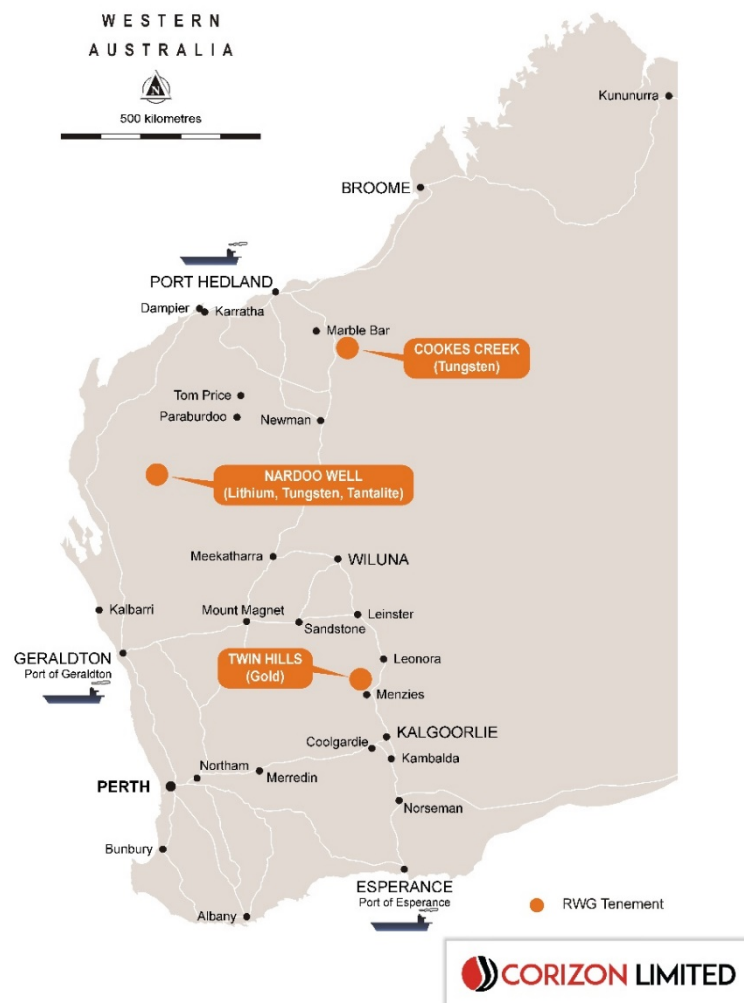 WESTERN
AUSTRALIA
N
500 kilometres
Kununurra
BROOME
PORT HEDLAND
Dampier
Karratha
Marble Bar
COOKES CREEK
(Tungsten)
Tom Price
Paraburdoo
Newman
NARDOO WELL
(Lithium, Tungsten, Tantalite)
Meekatharra
WILUNA
Kalbarri
Mount Magnet
Sandstone
Leinster
GERALDTON
Port of Geraldton
TWIN HILLS
(Gold)
Leonora
Menzies
KALGOORLIE
Coolgardie
Kambalda
Northam
Merredin
PERTH
Norseman
Bunbury
ESPERANCE
Port of Esperance
Albany
RWG Tenement
CORIZON LIMITED